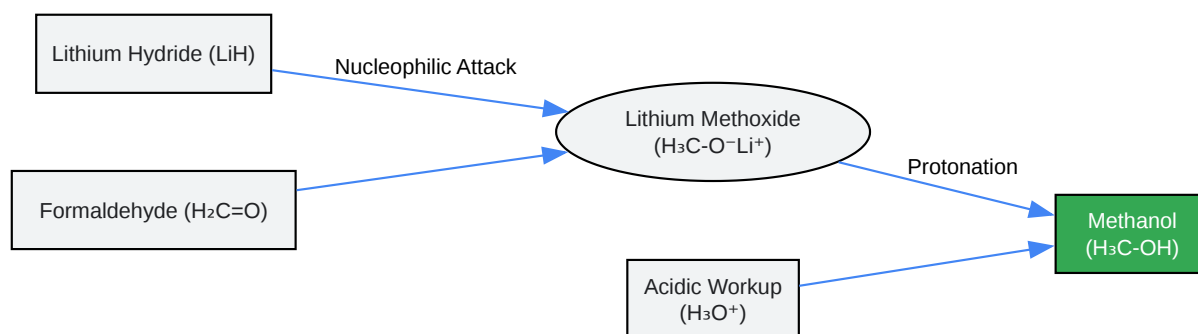 Lithium Hydride (LiH)
Nucleophilic Attack
Lithium Methoxide
(H₃C-O⁻Li⁺)
Formaldehyde (H₂C=O)
Protonation
Methanol
(H₃C-OH)
Acidic Workup
(H₃O⁺)